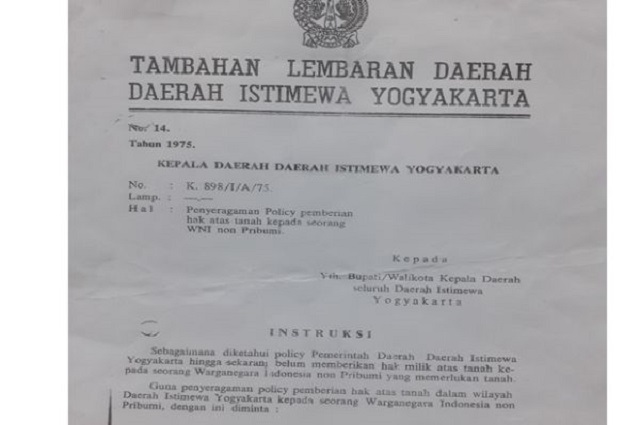 TAMBAHAN LEMBARAN DAERAH
DAERAH ISTIMEWA YOGYAKARTA
No: 14.
Tahun 1975.
KEPALA DAERAH DAERAH ISTIMEWA YOGYAKARTA
No. : K. 898/I/A/75.
Lamp. : —.—
Hal : Penyeragaman Policy pemberian
hak atas tanah kepada seorang
WNI non Pribumi.
Kepada
Yth. Bupati/Walikota Kepala Daerah
seluruh Daerah Istimewa
Yogyakarta
INSTRUKSI
Sebagaimana diketahui policy Pemerintah Daerah Daerah Istimewa
Yogyakarta hingga sekarang belum memberikan hak milik atas tanah ke-
pada seorang Warganegara Indonesia non Pribumi yang memerlukan tanah.
Guna penyeragaman policy pemberian hak atas tanah dalam wilayah
Daerah Istimewa Yogyakarta kepada seorang Warganegara Indonesia non
Pribumi, dengan ini diminta :